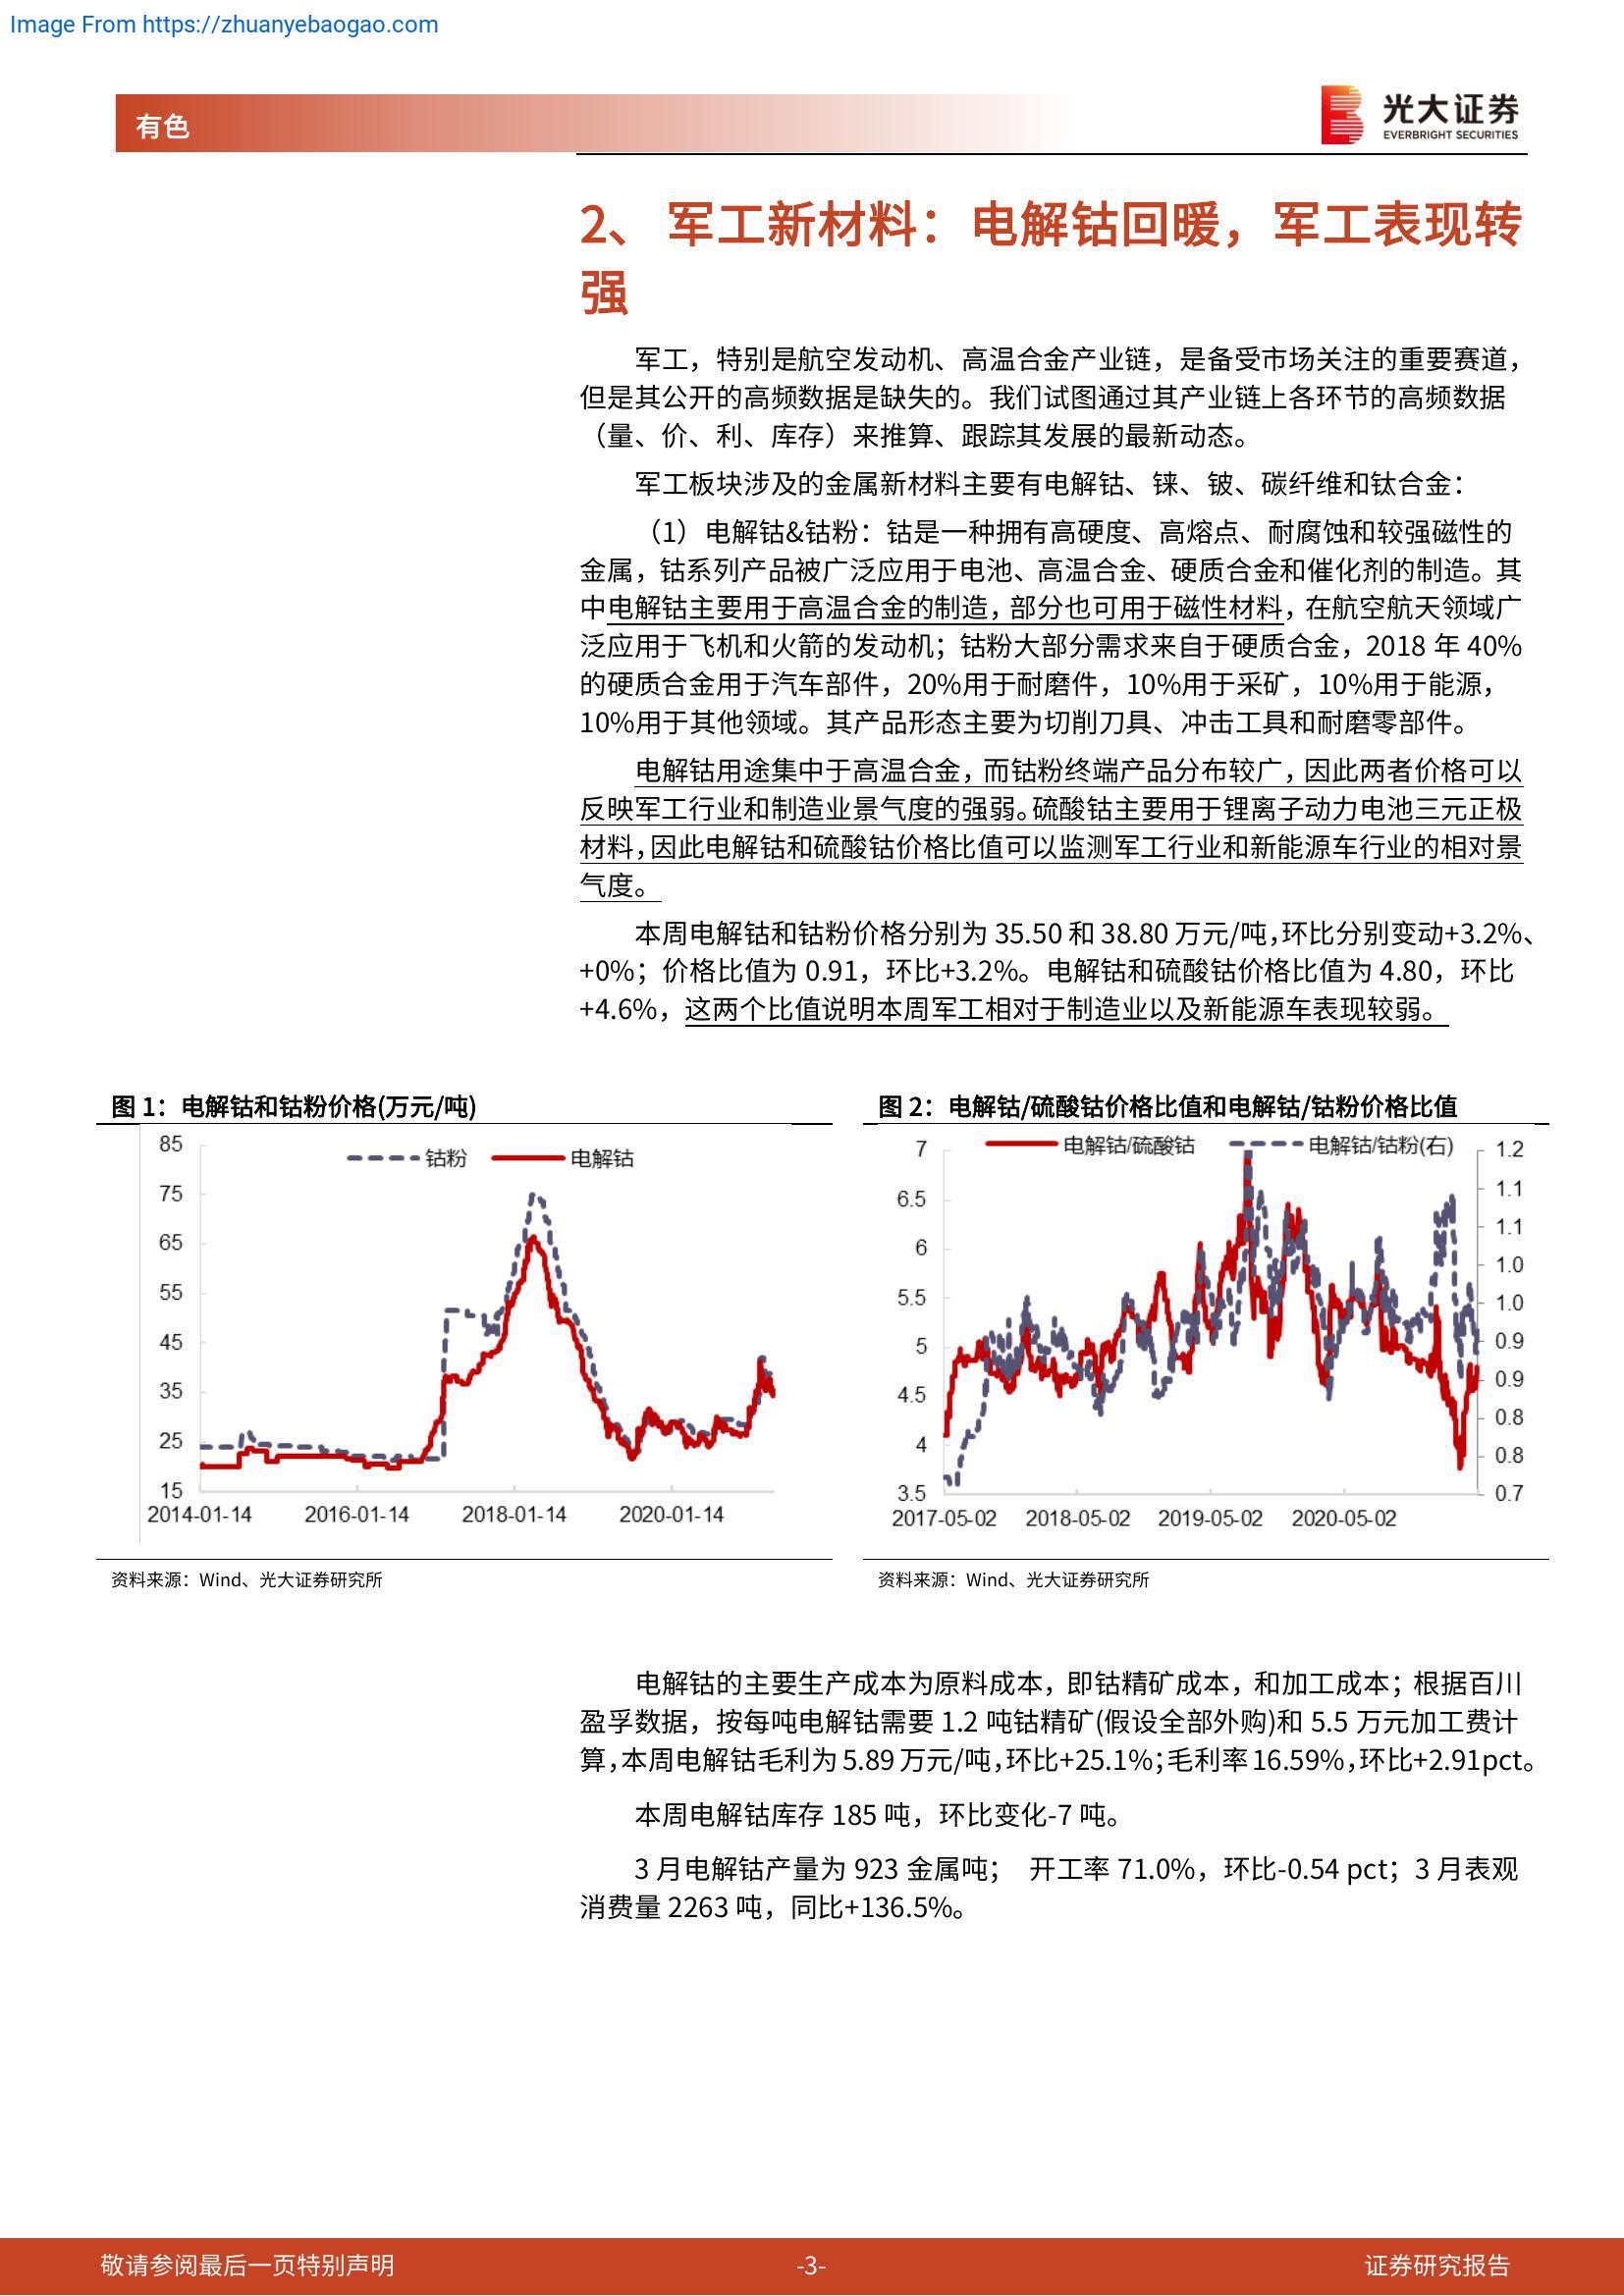 Image From https://zhuanyebaogao.com
有色
光大证券
EVERBRIGHT SECURITIES
2、 军工新材料：电解钴回暖，军工表现转
强
军工，特别是航空发动机、高温合金产业链，是备受市场关注的重要赛道，
但是其公开的高频数据是缺失的。我们试图通过其产业链上各环节的高频数据
（量、价、利、库存）来推算、跟踪其发展的最新动态。
军工板块涉及的金属新材料主要有电解钴、铼、铍、碳纤维和钛合金：
（1）电解钴&钴粉：钴是一种拥有高硬度、高熔点、耐腐蚀和较强磁性的
金属，钴系列产品被广泛应用于电池、高温合金、硬质合金和催化剂的制造。其
中电解钴主要用于高温合金的制造，部分也可用于磁性材料，在航空航天领域广
泛应用于飞机和火箭的发动机；钴粉大部分需求来自于硬质合金，2018 年 40%
的硬质合金用于汽车部件，20%用于耐磨件，10%用于采矿，10%用于能源，
10%用于其他领域。其产品形态主要为切削刀具、冲击工具和耐磨零部件。
电解钴用途集中于高温合金，而钴粉终端产品分布较广，因此两者价格可以
反映军工行业和制造业景气度的强弱。硫酸钴主要用于锂离子动力电池三元正极
材料，因此电解钴和硫酸钴价格比值可以监测军工行业和新能源车行业的相对景
气度。
本周电解钴和钴粉价格分别为 35.50 和 38.80 万元/吨，环比分别变动+3.2%、
+0%；价格比值为 0.91，环比+3.2%。电解钴和硫酸钴价格比值为 4.80，环比
+4.6%，这两个比值说明本周军工相对于制造业以及新能源车表现较弱。
图 1：电解钴和钴粉价格(万元/吨)
钴粉 电解钴
85
75
65
55
45
35
25
15
2014-01-14 2016-01-14 2018-01-14 2020-01-14
资料来源：Wind、光大证券研究所
图 2：电解钴/硫酸钴价格比值和电解钴/钴粉价格比值
电解钴/硫酸钴 电解钴/钴粉(右)
7
6.5
6
5.5
5
4.5
4
3.5
1.2
1.1
1.1
1.0
1.0
0.9
0.9
0.8
0.8
0.7
2017-05-02 2018-05-02 2019-05-02 2020-05-02
资料来源：Wind、光大证券研究所
电解钴的主要生产成本为原料成本，即钴精矿成本，和加工成本；根据百川
盈孚数据，按每吨电解钴需要 1.2 吨钴精矿(假设全部外购)和 5.5 万元加工费计
算，本周电解钴毛利为 5.89 万元/吨，环比+25.1%；毛利率 16.59%，环比+2.91pct。
本周电解钴库存 185 吨，环比变化-7 吨。
3 月电解钴产量为 923 金属吨； 开工率 71.0%，环比-0.54 pct；3 月表观
消费量 2263 吨，同比+136.5%。
敬请参阅最后一页特别声明
-3-
证券研究报告